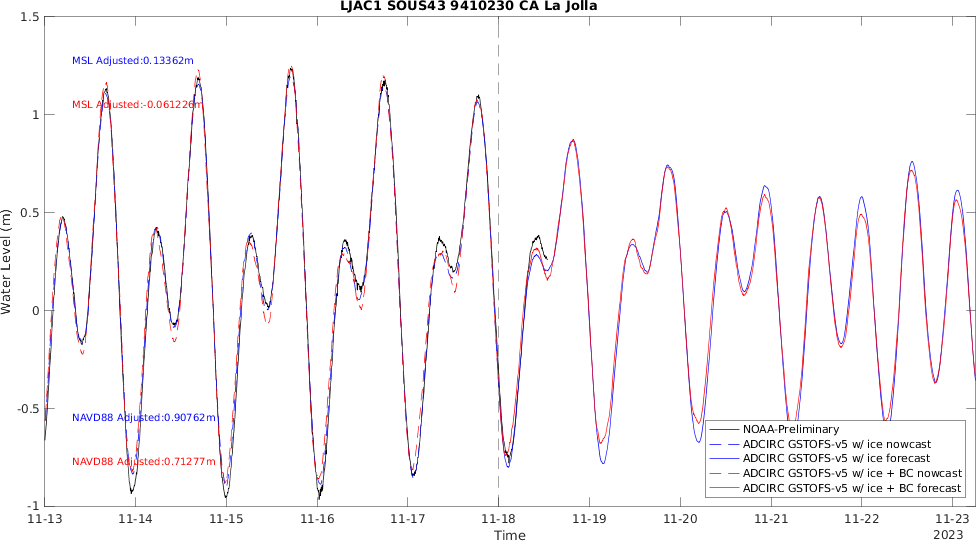 LJAC1 SOUS43 9410230 CA La Jolla
1.5
MSL Adjusted:0.13362m
MSL Adjusted:-0.061226m
1
0.5
Water Level (m)
0
-0.5
NAVD88 Adjusted:0.90762m
NAVD88 Adjusted:0.71277m
NOAA-Preliminary
ADCIRC GSTOFS-v5 w/ ice nowcast
ADCIRC GSTOFS-v5 w/ ice forecast
ADCIRC GSTOFS-v5 w/ ice + BC nowcast
ADCIRC GSTOFS-v5 w/ ice + BC forecast
-1
11-13 11-14 11-15 11-16 11-17 11-18 11-19 11-20 11-21 11-22 11-23
Time 2023